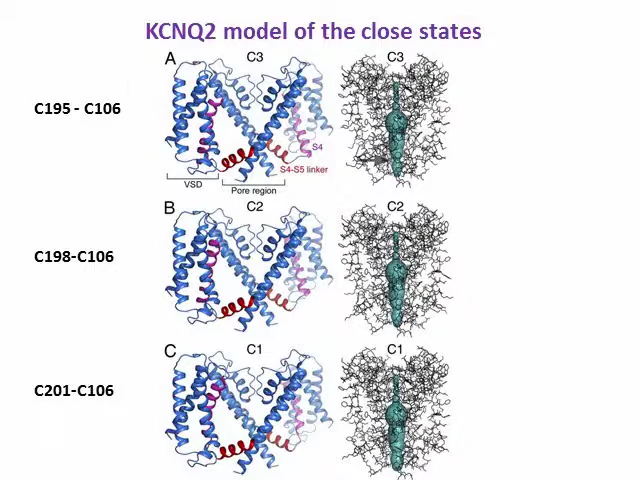 KCNQ2 model of the close states
A
C3
C3
C195 - C106
S4
S4-S5 linker
VSD
Pore region
B
C2
C2
C198-C106
C
C1
C1
C201-C106